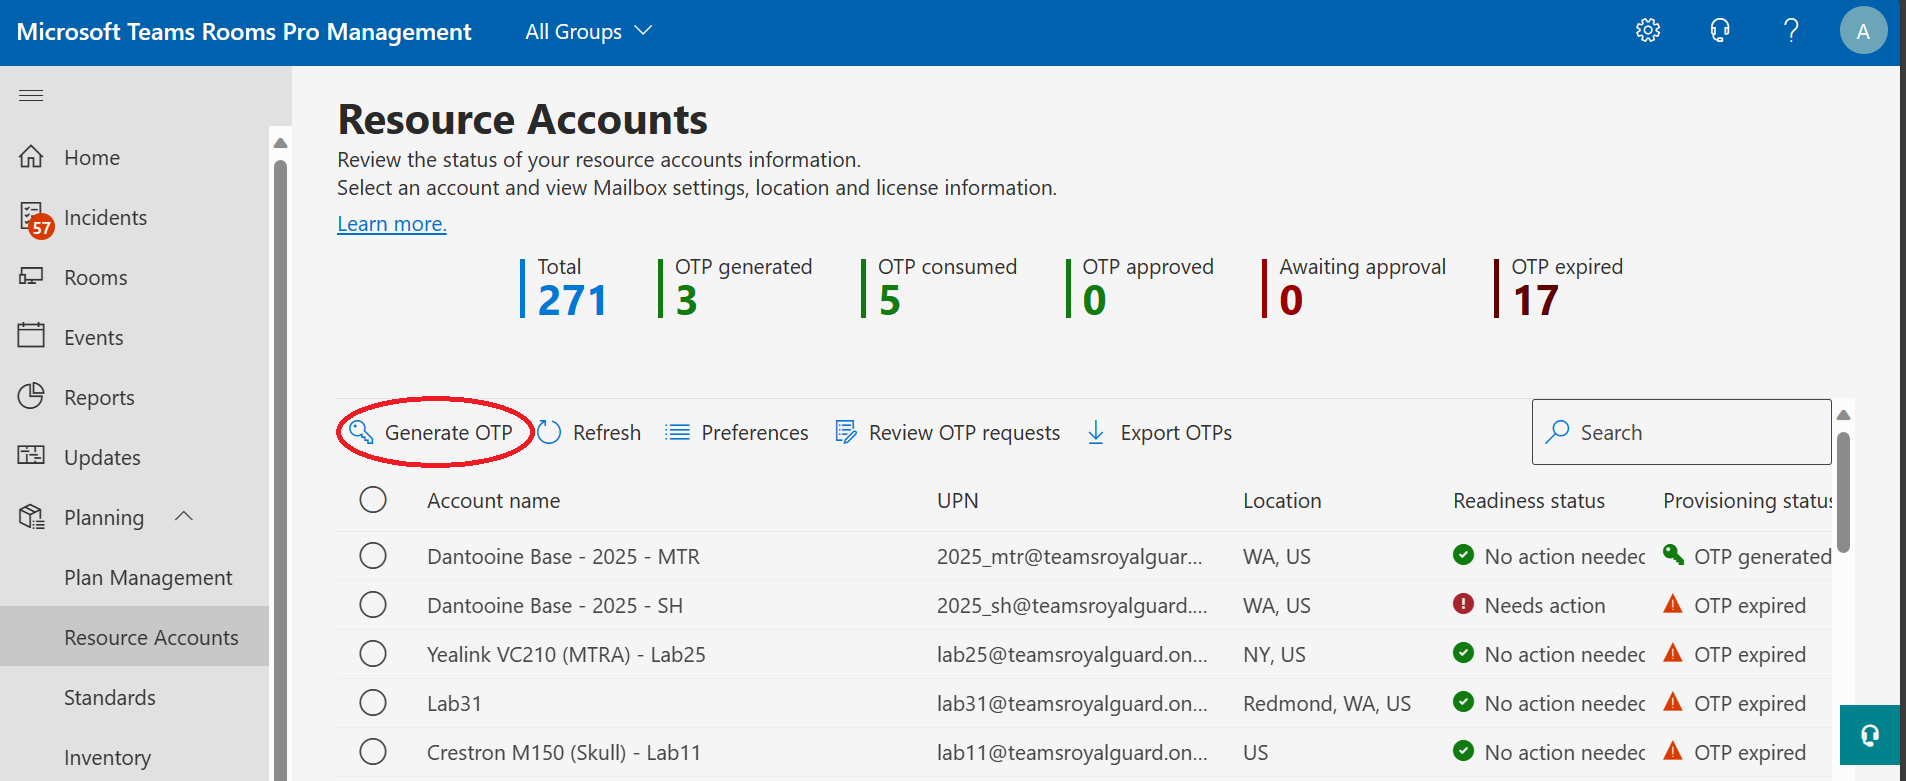 Microsoft Teams Rooms Pro Management All Groups A
Home
57 Incidents
Rooms
Events
Reports
Updates
Planning
Plan Management
Resource Accounts
Standards
Inventory
Resource Accounts
Review the status of your resource accounts information.
Select an account and view Mailbox settings, location and license information.
Learn more.
Total OTP generated OTP consumed OTP approved Awaiting approval OTP expired
271 3 5 0 0 17
Generate OTP Refresh Preferences Review OTP requests Export OTPs Search
Account name UPN Location Readiness status Provisioning status
Dantooine Base - 2025 - MTR 2025_mtr@teamsroyalguar... WA, US No action needed OTP generated
Dantooine Base - 2025 - SH 2025_sh@teamsroyalguard.... WA, US Needs action OTP expired
Yealink VC210 (MTRA) - Lab25 lab25@teamsroyalguard.on... NY, US No action needed OTP expired
Lab31 lab31@teamsroyalguard.on... Redmond, WA, US No action needed OTP expired
Crestron M150 (Skull) - Lab11 lab11@teamsroyalguard.on... US No action needed OTP expired